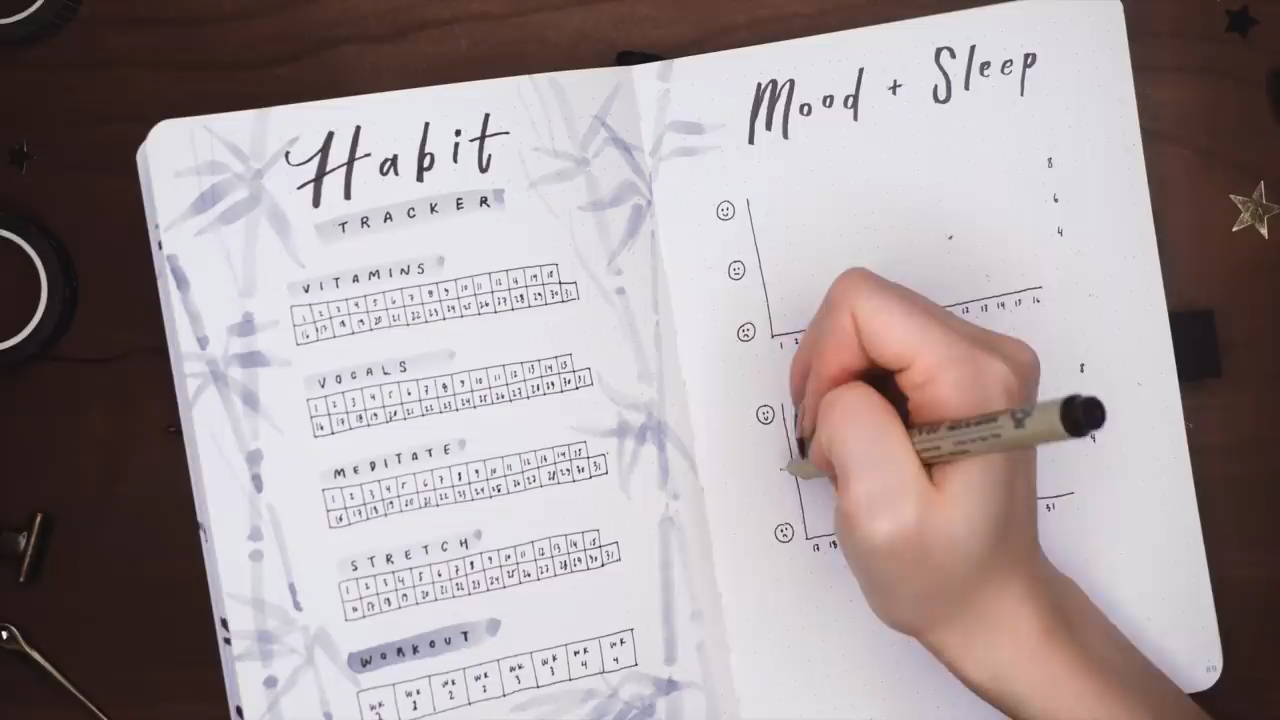 Habit
TRACKER
VITAMINS
1 2 3 4 5 6 7 8 9 10 11 12 13 14 15
16 17 18 19 20 21 22 23 24 25 26 27 28 29 30 31
VOCALS
1 2 3 4 5 6 7 8 9 10 11 12 13 14 15
16 17 18 19 20 21 22 23 24 25 26 27 28 29 30 31
MEDITATE
1 2 3 4 5 6 7 8 9 10 11 12 13 14 15
16 17 18 19 20 21 22 23 24 25 26 27 28 29 30 31
STRETCH
1 2 3 4 5 6 7 8 9 10 11 12 13 14 15
16 17 18 19 20 21 22 23 24 25 26 27 28 29 30 31
WORKOUT
WK WK 2 WK 2 WK 3 WK 3 WK 4 WK 4
Mood + Sleep
8
6
4
1 2 12 13 14 15 16
8
4
17 18 31
89